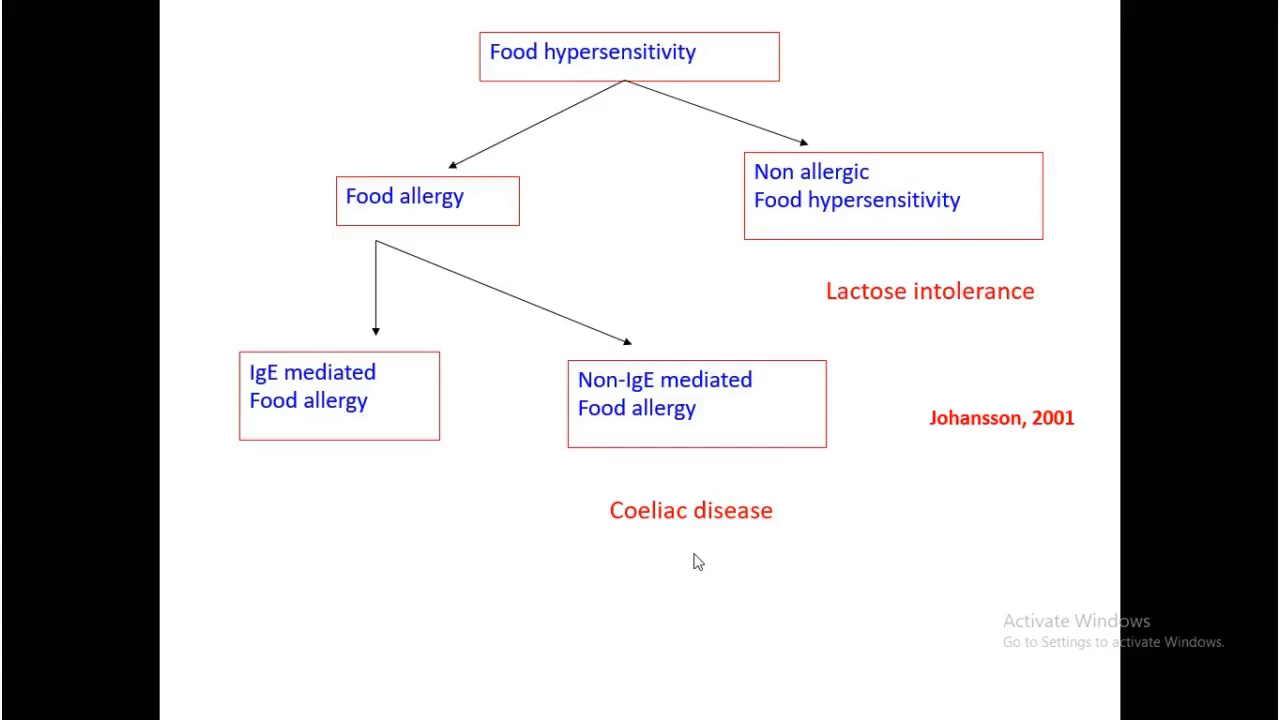 Food hypersensitivity
Non allergic
Food hypersensitivity
Food allergy
Lactose intolerance
IgE mediated
Food allergy
Non-IgE mediated
Food allergy
Johansson, 2001
Coeliac disease
Activate Windows
Go to Settings to activate Windows.